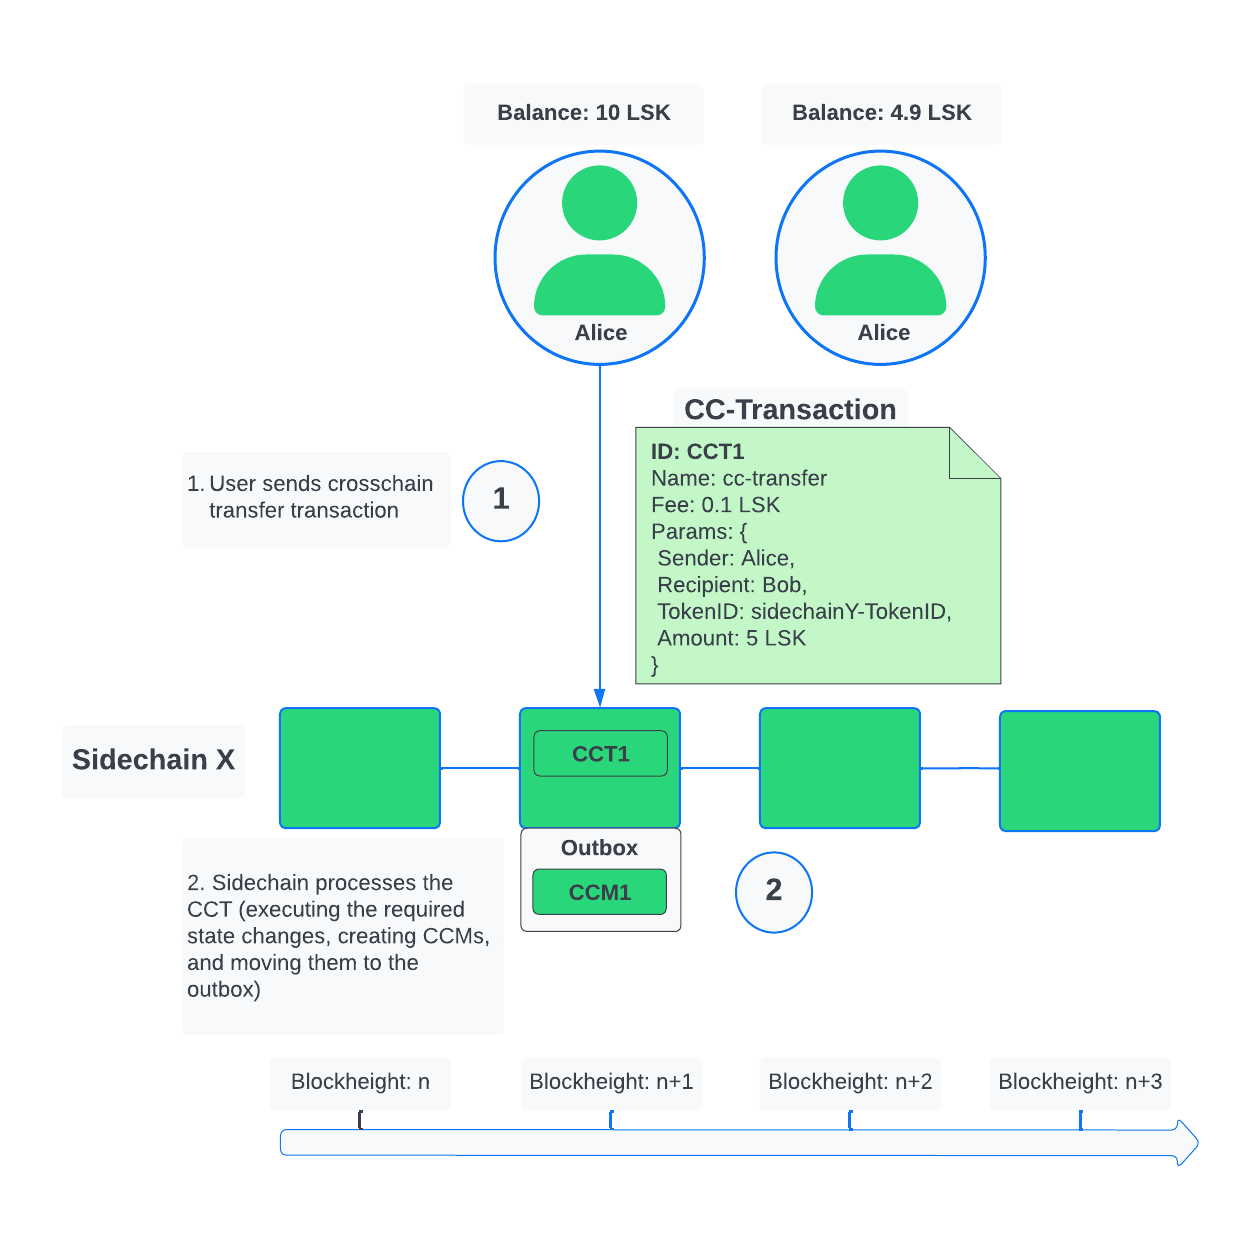 Balance: 10 LSK
Balance: 4.9 LSK
Alice
Alice
CC-Transaction
ID: CCT1
Name: cc-transfer
Fee: 0.1 LSK
Params: {
Sender: Alice,
Recipient: Bob,
TokenID: sidechainY-TokenID,
Amount: 5 LSK
}
1. User sends crosschain
transfer transaction
1
Sidechain X
CCT1
Outbox
CCM1
2
2. Sidechain processes the
CCT (executing the required
state changes, creating CCMs,
and moving them to the
outbox)
Blockheight: n
Blockheight: n+1
Blockheight: n+2
Blockheight: n+3